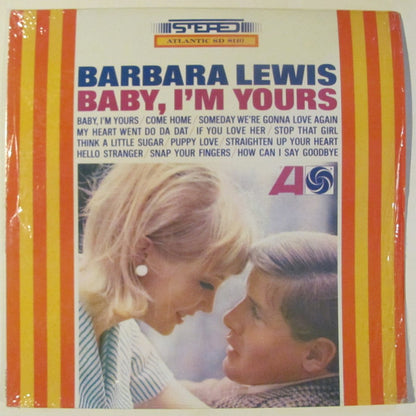 STEREO
ATLANTIC SD 8110
BARBARA LEWIS
BABY, I'M YOURS
BABY, I'M YOURS / COME HOME / SOMEDAY WE'RE GONNA LOVE AGAIN
MY HEART WENT DO DA DAT / IF YOU LOVE HER / STOP THAT GIRL
THINK A LITTLE SUGAR / PUPPY LOVE / STRAIGHTEN UP YOUR HEART
HELLO STRANGER / SNAP YOUR FINGERS / HOW CAN I SAY GOODBYE
A